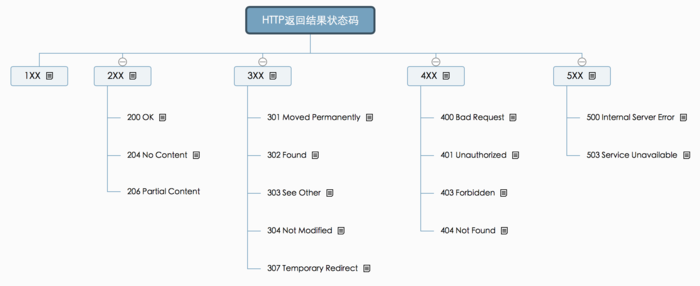 HTTP返回结果状态码
1XX
2XX
3XX
4XX
5XX
200 OK
204 No Content
206 Partial Content
301 Moved Permanently
302 Found
303 See Other
304 Not Modified
307 Temporary Redirect
400 Bad Request
401 Unauthorized
403 Forbidden
404 Not Found
500 Internal Server Error
503 Service Unavailable